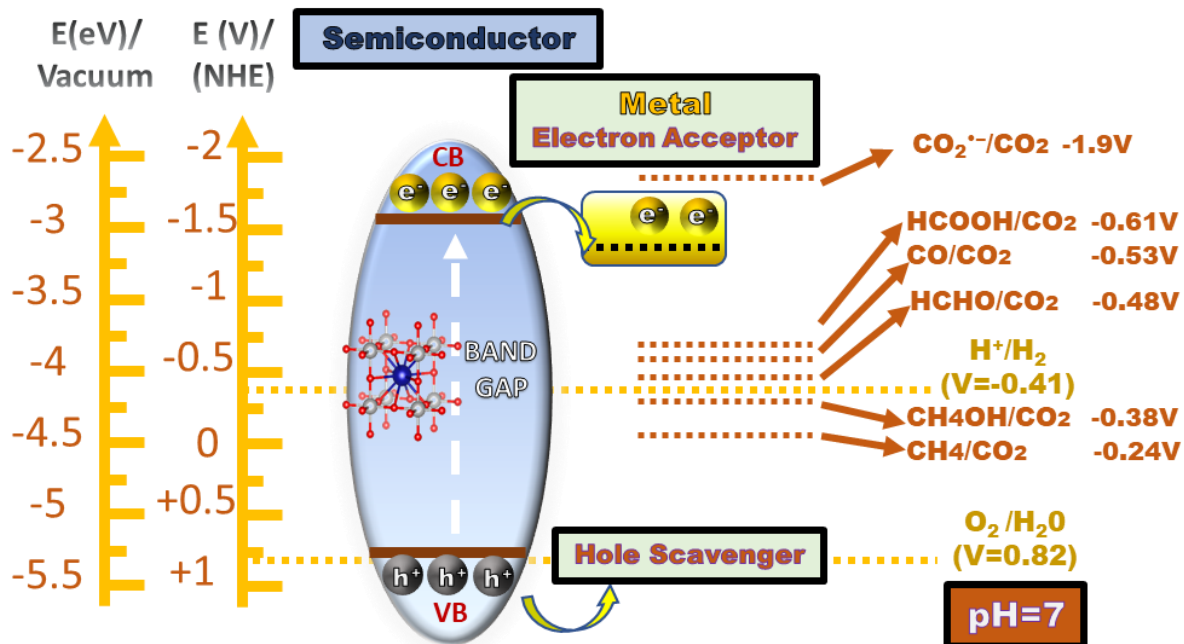 E(eV)/
Vacuum
E (V)/
(NHE)
Semiconductor
Metal
Electron Acceptor
-2.5
-3
-3.5
-4
-4.5
-5
-5.5
-2
-1.5
-1
-0.5
0
+0.5
+1
CB
e⁻ e⁻ e⁻
e⁻ e⁻
BAND
GAP
h⁺ h⁺ h⁺
VB
Hole Scavenger
CO₂•⁻/CO₂ -1.9V
HCOOH/CO₂ -0.61V
CO/CO₂ -0.53V
HCHO/CO₂ -0.48V
H⁺/H₂
(V=-0.41)
CH4OH/CO₂ -0.38V
CH4/CO₂ -0.24V
O₂ /H₂0
(V=0.82)
pH=7